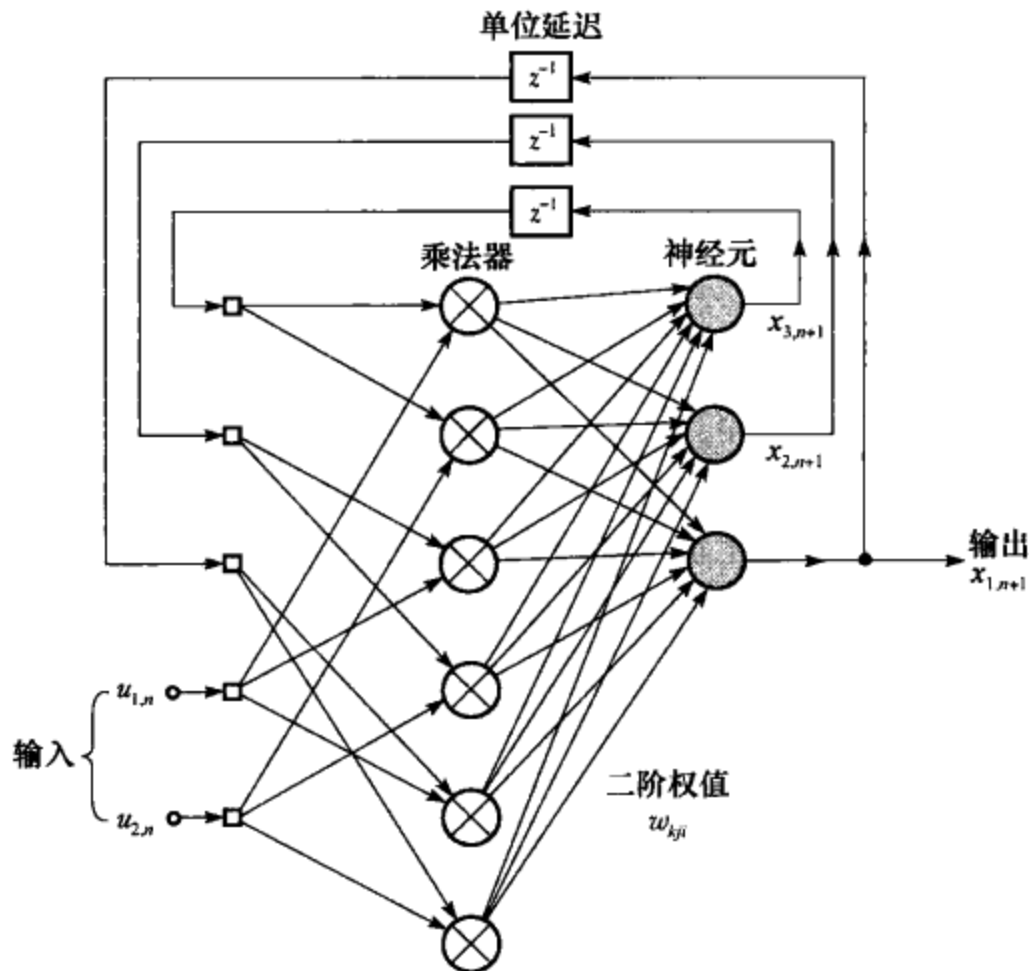 单位延迟
z⁻¹
z⁻¹
z⁻¹
乘法器
神经元
x₃,ₙ₊₁
x₂,ₙ₊₁
输出
x₁,ₙ₊₁
u₁,ₙ
输入
二阶权值
wₖⱼᵢ
u₂,ₙ